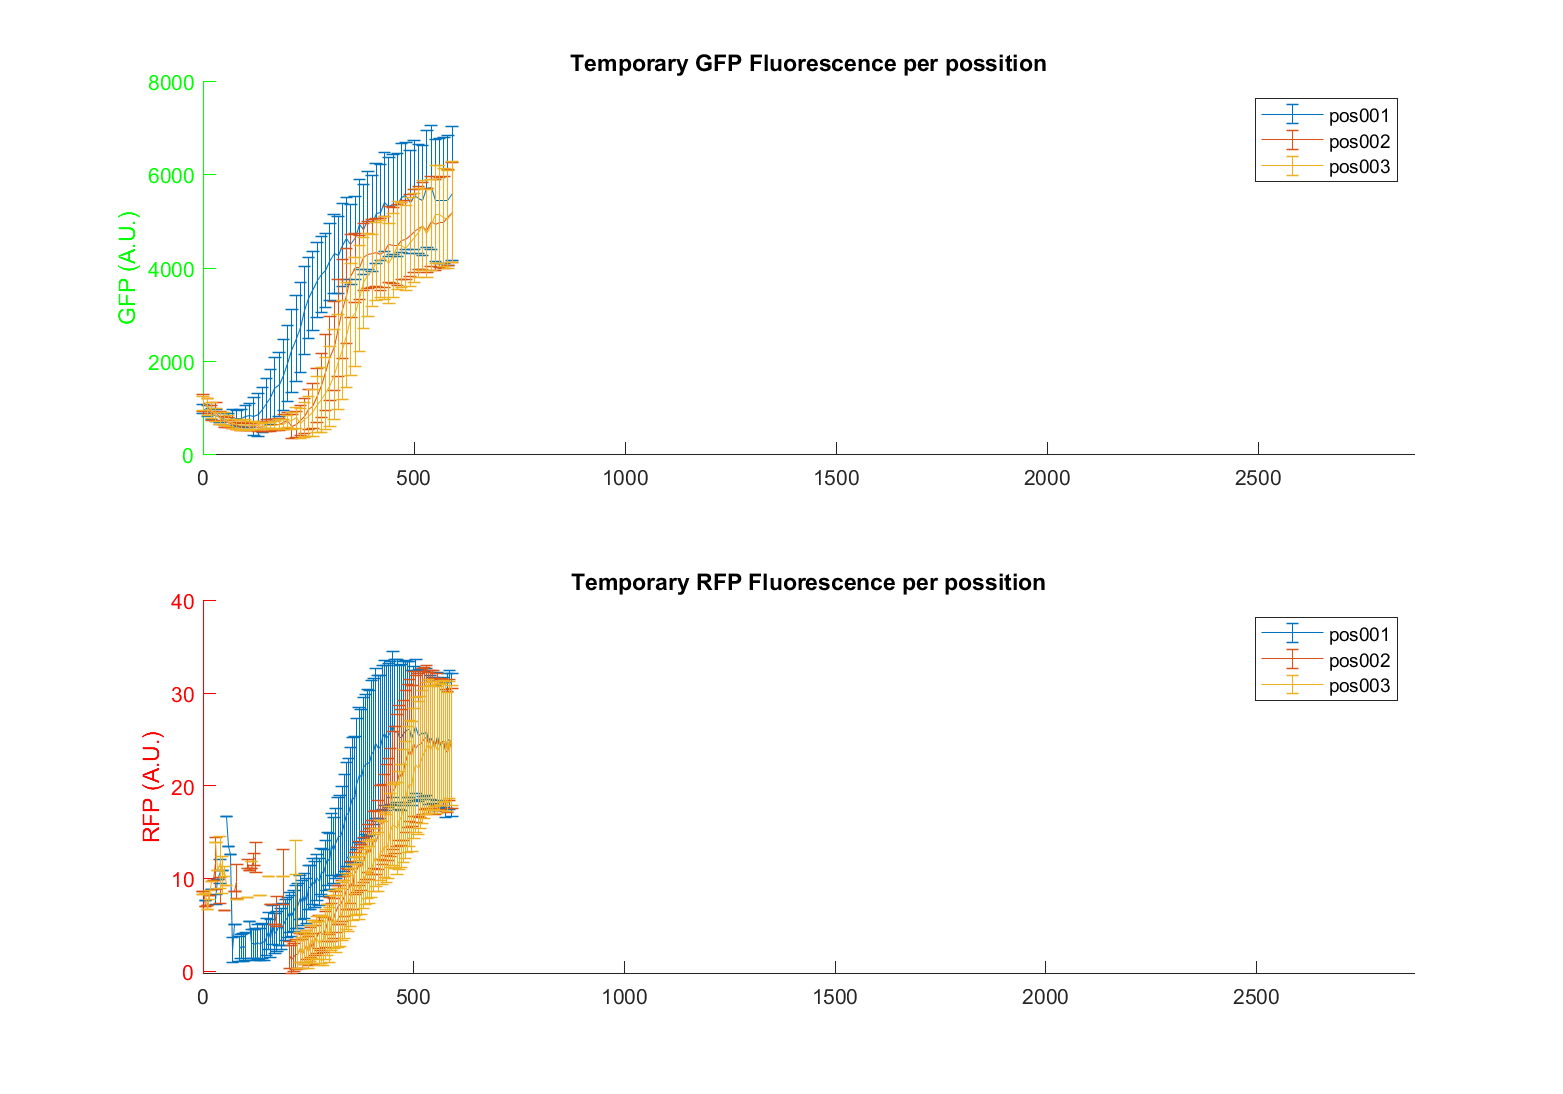 Temporary GFP Fluorescence per possition
8000
6000
4000
2000
0
GFP (A.U.)
pos001
pos002
pos003
0 500 1000 1500 2000 2500
Temporary RFP Fluorescence per possition
40
30
20
10
0
RFP (A.U.)
pos001
pos002
pos003
0 500 1000 1500 2000 2500